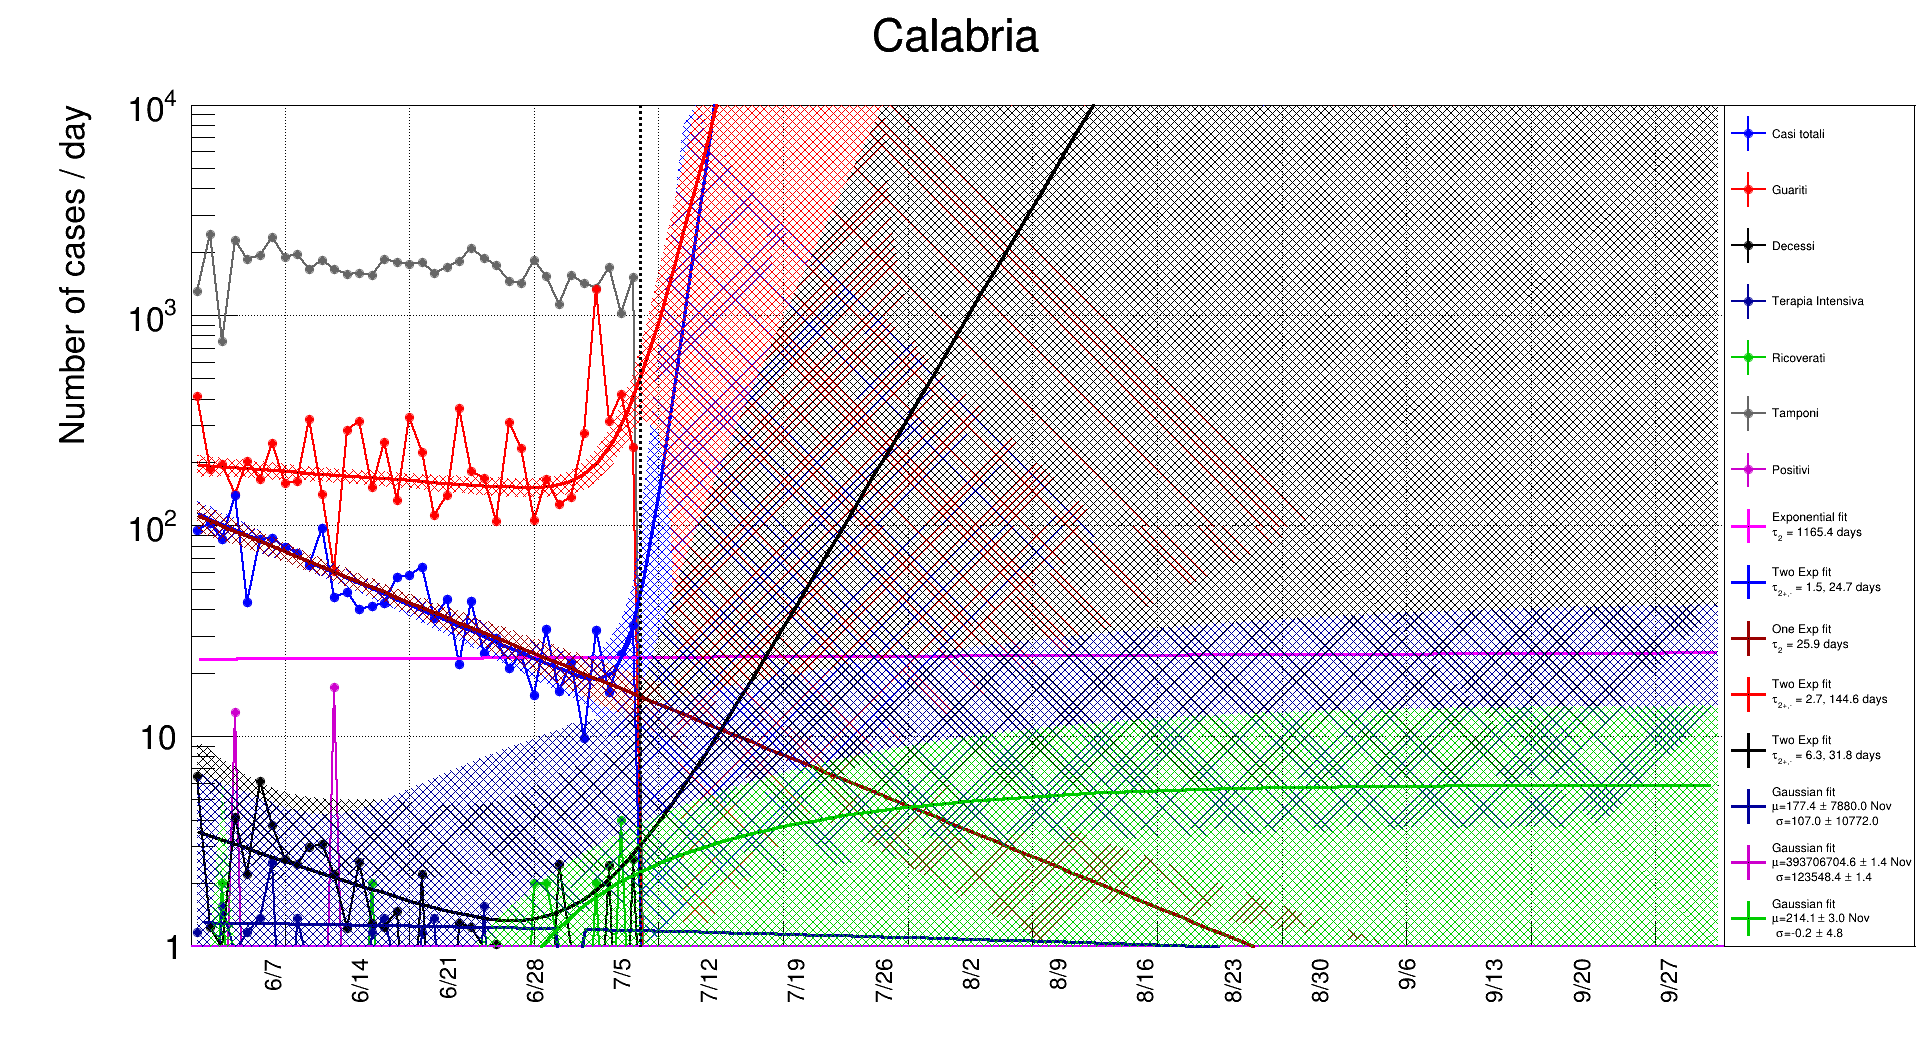 Calabria
Number of cases / day
10^4
10^3
10^2
10
1
6/7
6/14
6/21
6/28
7/5
7/12
7/19
7/26
8/2
8/9
8/16
8/23
8/30
9/6
9/13
9/20
9/27
Casi totali
Guariti
Decessi
Terapia Intensiva
Ricoverati
Tamponi
Positivi
Exponential fit
τ_2 = 1165.4 days
Two Exp fit
τ_2+,- = 1.5, 24.7 days
One Exp fit
τ_2 = 25.9 days
Two Exp fit
τ_2+,- = 2.7, 144.6 days
Two Exp fit
τ_2+,- = 6.3, 31.8 days
Gaussian fit
μ=177.4 ± 7880.0 Nov
σ=107.0 ± 10772.0
Gaussian fit
μ=393706704.6 ± 1.4 Nov
σ=123548.4 ± 1.4
Gaussian fit
μ=214.1 ± 3.0 Nov
σ=-0.2 ± 4.8